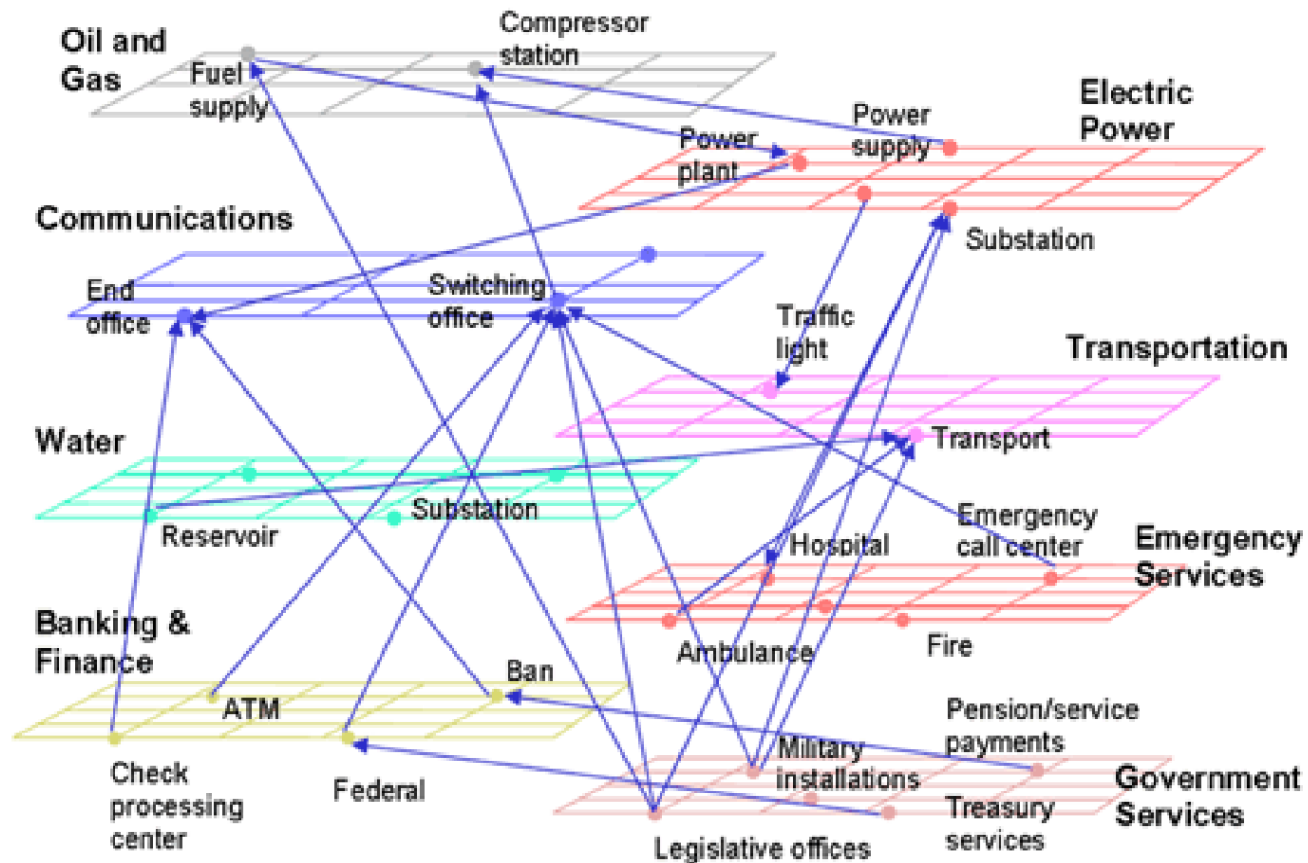 Oil and
Gas
Compressor
station
Fuel
supply
Electric
Power
Power
supply
Power
plant
Communications
Substation
End
office
Switching
office
Traffic
light
Transportation
Water
Transport
Substation
Reservoir
Emergency
call center
Hospital
Emergency
Services
Banking &
Finance
Ambulance
Fire
Ban
ATM
Pension/service
payments
Military
installations
Check
processing
center
Federal
Government
Services
Treasury
services
Legislative offices